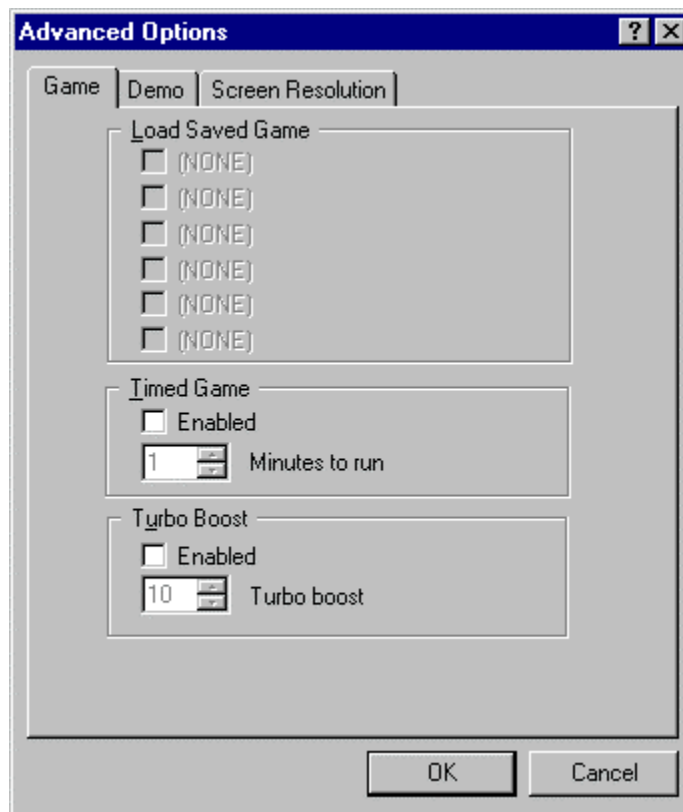 Advanced Options
?
Game Demo Screen Resolution
Load Saved Game
(NONE)
(NONE)
(NONE)
(NONE)
(NONE)
(NONE)
Timed Game
Enabled
1 Minutes to run
Turbo Boost
Enabled
10 Turbo boost
OK Cancel